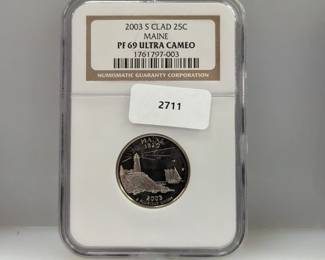 2003 S CLAD 25C
MAINE
PF 69 ULTRA CAMEO
1761797-003
NUMISMATIC GUARANTY CORPORATION
2711
MAINE
1820
2003